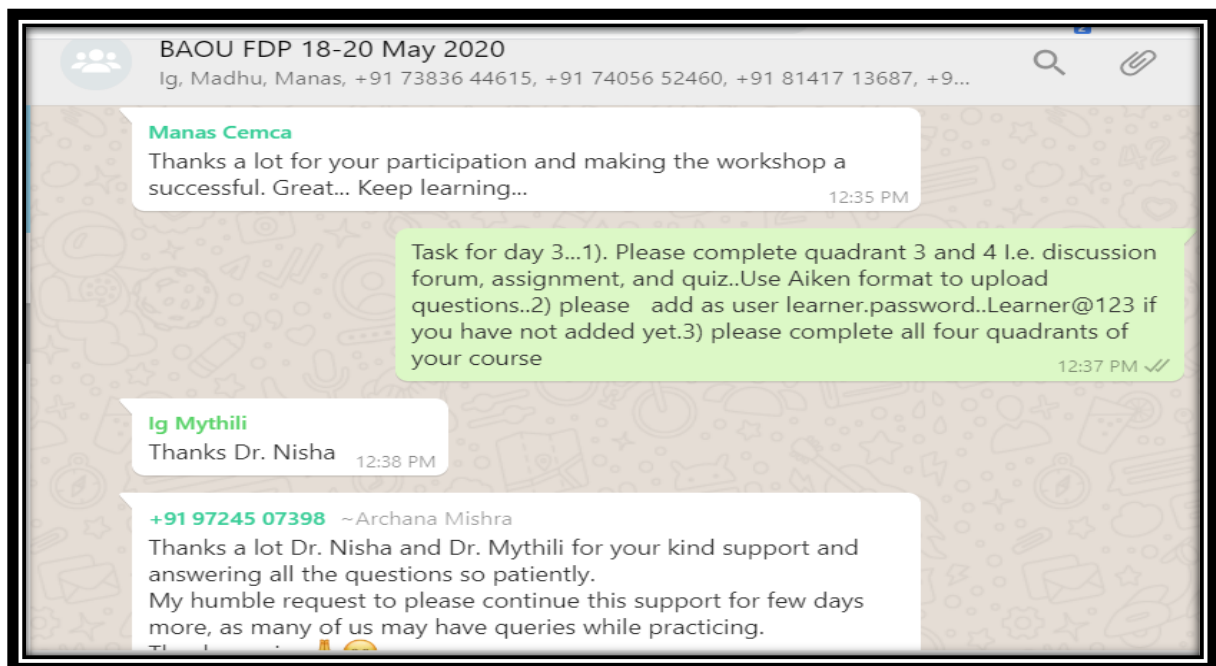 2
BAOU FDP 18-20 May 2020
Ig, Madhu, Manas, +91 73836 44615, +91 74056 52460, +91 81417 13687, +9...
Manas Cemca
Thanks a lot for your participation and making the workshop a
successful. Great... Keep learning...
12:35 PM
Task for day 3...1). Please complete quadrant 3 and 4 I.e. discussion
forum, assignment, and quiz..Use Aiken format to upload
questions..2) please add as user learner.password..Learner@123 if
you have not added yet.3) please complete all four quadrants of
your course
12:37 PM
Ig Mythili
Thanks Dr. Nisha 12:38 PM
+91 97245 07398 ~Archana Mishra
Thanks a lot Dr. Nisha and Dr. Mythili for your kind support and
answering all the questions so patiently.
My humble request to please continue this support for few days
more, as many of us may have queries while practicing.